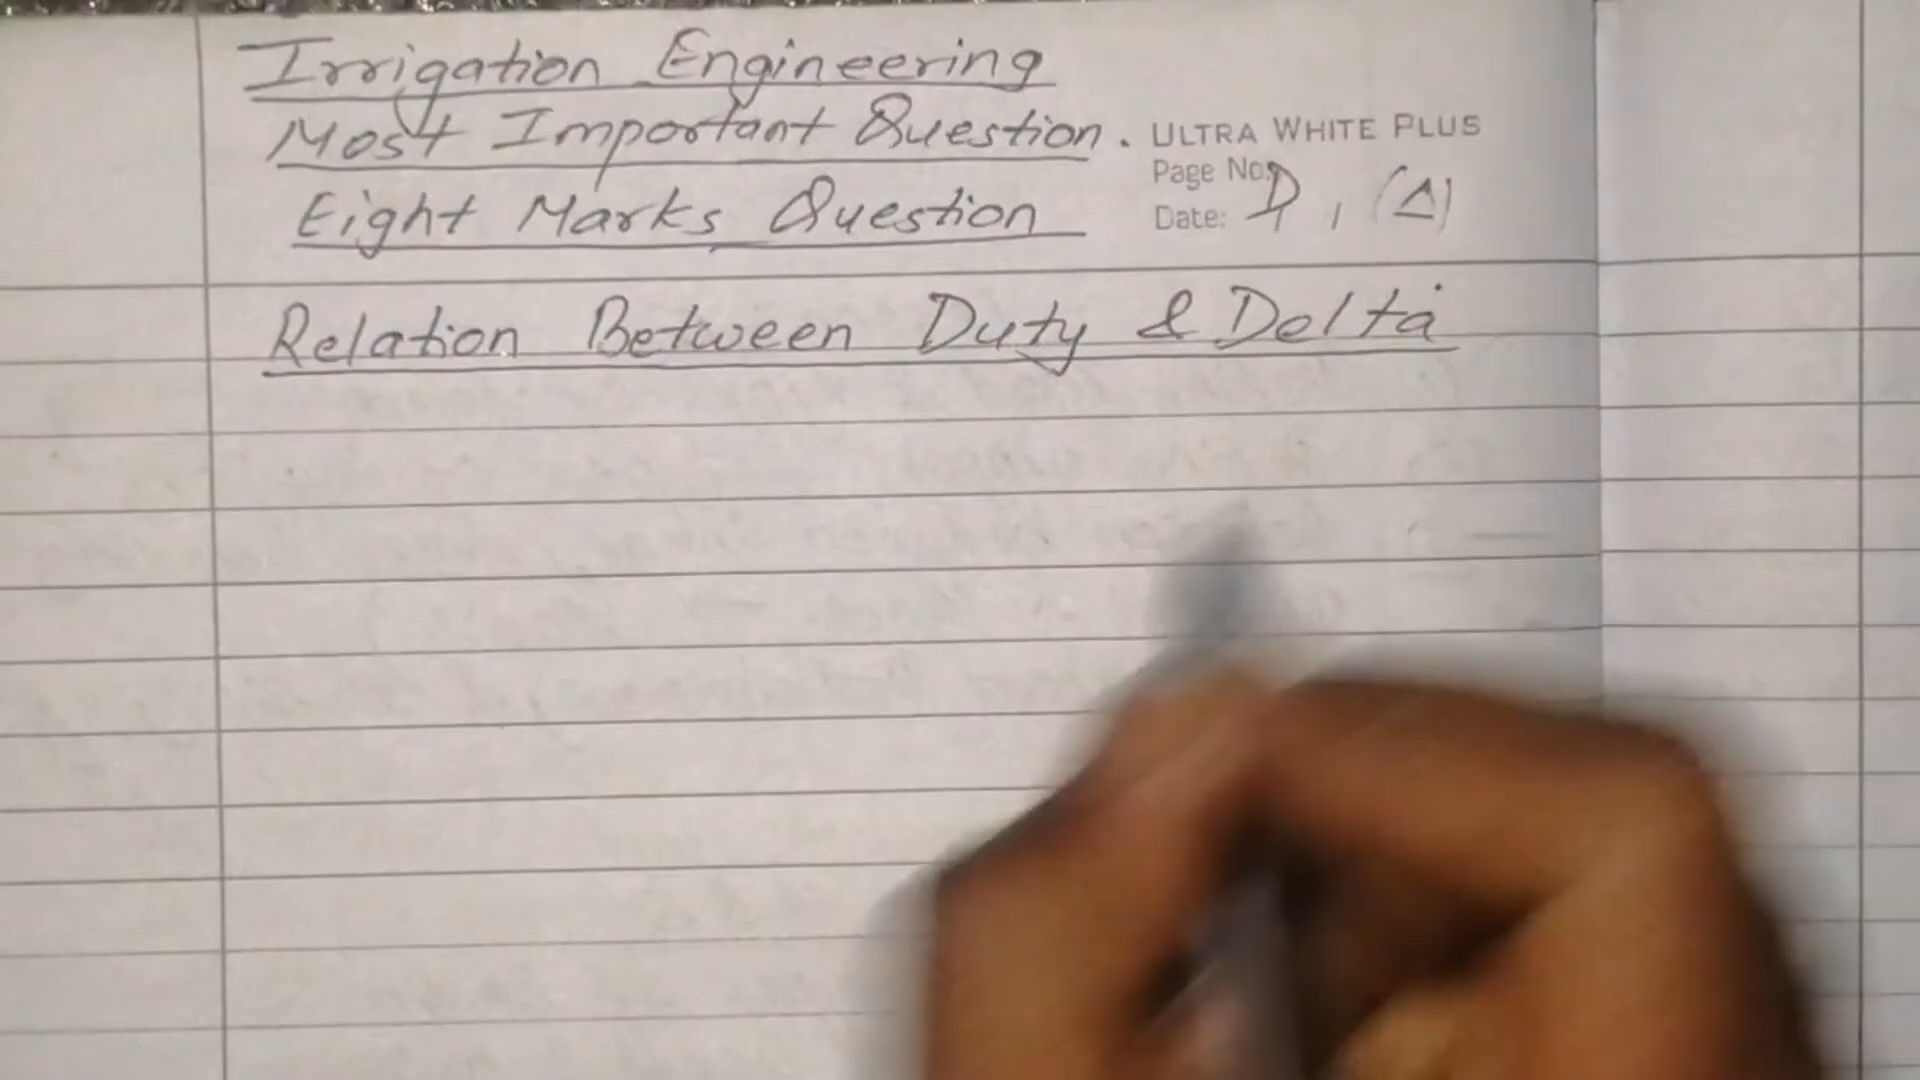 Irrigation Engineering
Most Important Question.
ULTRA WHITE PLUS
Page No:
Eight Marks Question
Date: D, (Δ)
Relation Between Duty & Delta